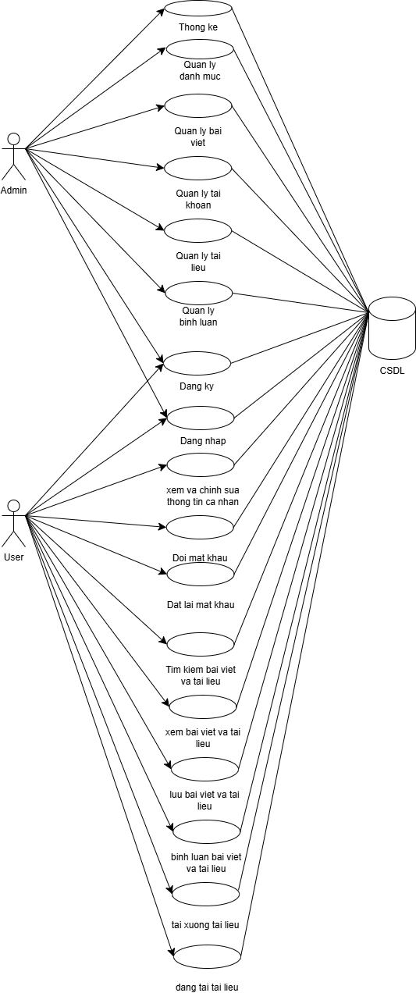 Thong ke
Quan ly
danh muc
Quan ly bai
viet
Admin
Quan ly tai
khoan
Quan ly tai
lieu
Quan ly
binh luan
CSDL
Dang ky
Dang nhap
xem va chinh sua
thong tin ca nhan
User
Doi mat khau
Dat lai mat khau
Tim kiem bai viet
va tai lieu
xem bai viet va tai
lieu
luu bai viet va tai
lieu
binh luan bai viet
va tai lieu
tai xuong tai lieu
dang tai tai lieu